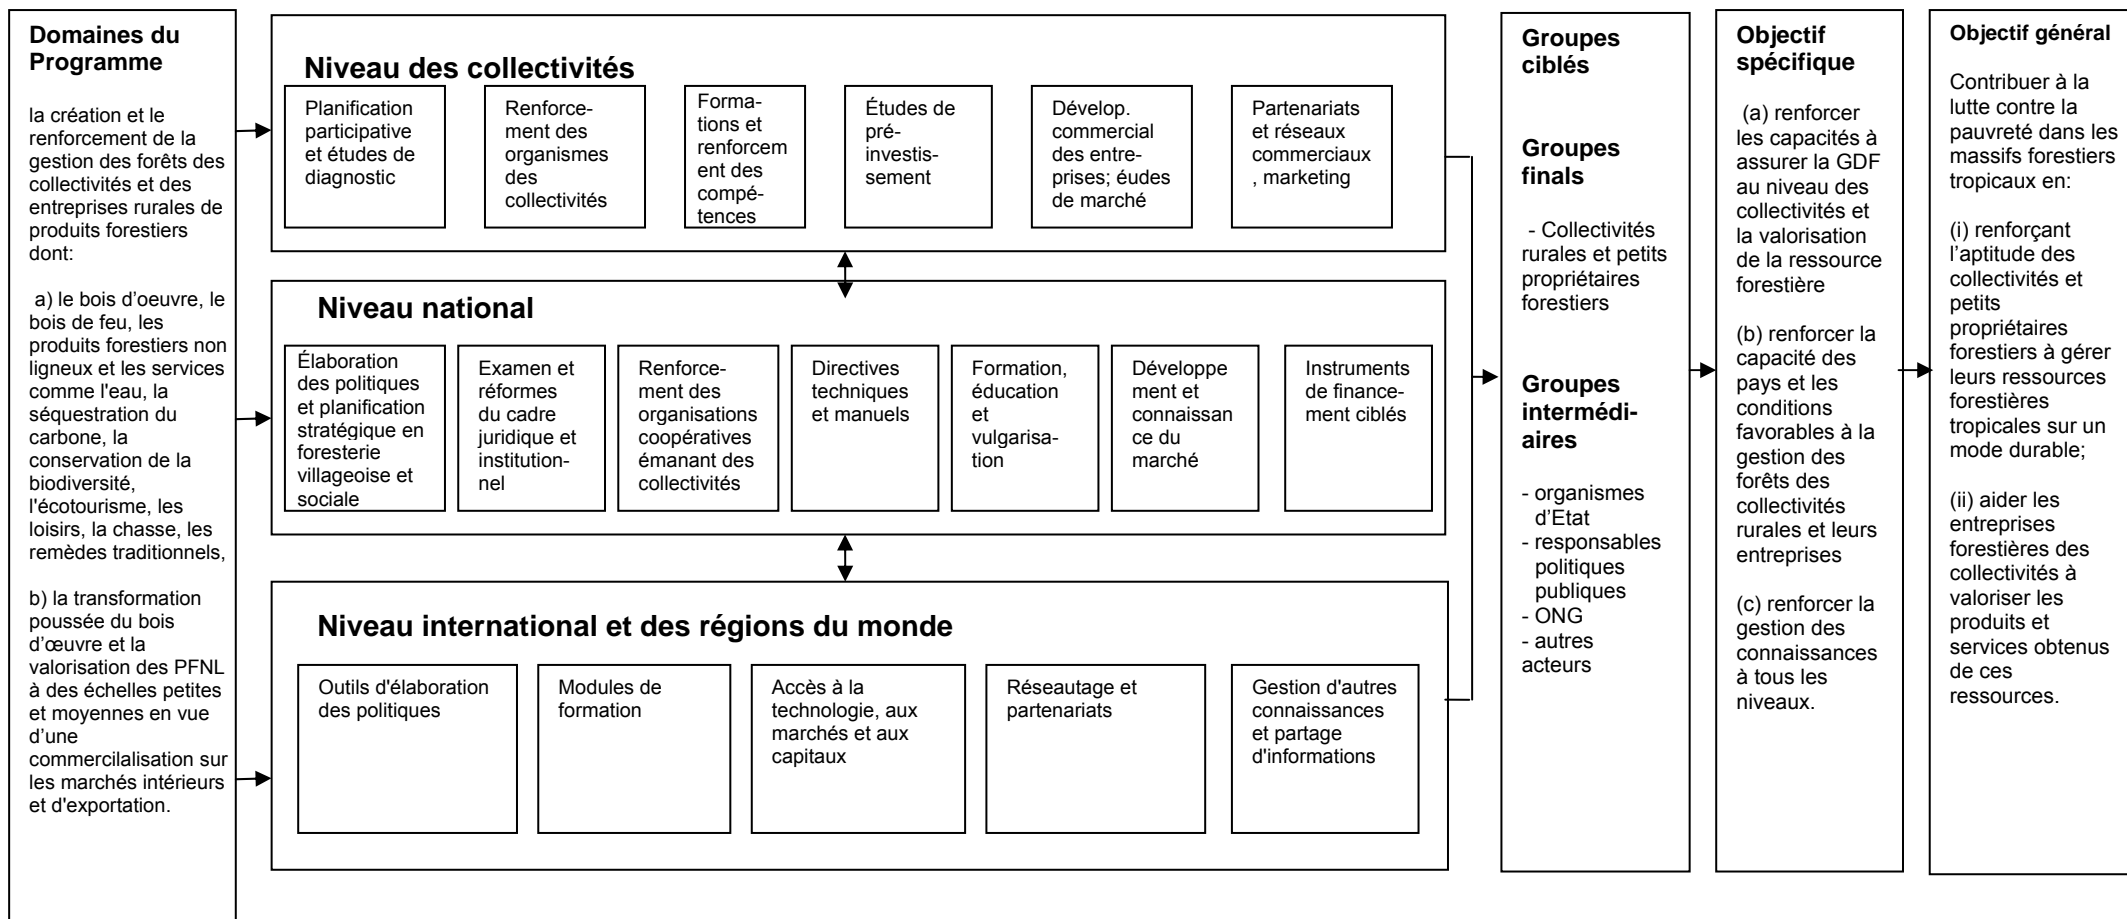 Domaines du
Programme
la création et le
renforcement de la
gestion des forêts des
collectivités et des
entreprises rurales de
produits forestiers
dont:
a) le bois d'oeuvre, le
bois de feu, les
produits forestiers non
ligneux et les services
comme l'eau, la
séquestration du
carbone, la
conservation de la
biodiversité,
l'écotourisme, les
loisirs, la chasse, les
remèdes traditionnels,
b) la transformation
poussée du bois
d'œuvre et la
valorisation des PFNL
à des échelles petites
et moyennes en vue
d'une
commercilalisation sur
les marchés intérieurs
et d'exportation.
Niveau des collectivités
Planification
participative
et études de
diagnostic
Renforce-
ment des
organismes
des
collectivités
Forma-
tions et
renforcem
ent des
compé-
tences
Études de
pré-
investis-
sement
Dévelop.
commercial
des entre-
prises; éudes
de marché
Partenariats
et réseaux
commerciaux
, marketing
Niveau national
Élaboration
des politiques
et planification
stratégique en
foresterie
villageoise et
sociale
Examen et
réformes
du cadre
juridique et
institution-
nel
Renforce-
ment des
organisations
coopératives
émanant des
collectivités
Directives
techniques
et manuels
Formation,
éducation
et
vulgarisa-
tion
Développe
ment et
connaissan
ce du
marché
Instruments
de finance-
ment ciblés
Niveau international et des régions du monde
Outils d'élaboration
des politiques
Modules de
formation
Accès à la
technologie, aux
marchés et aux
capitaux
Réseautage et
partenariats
Gestion d'autres
connaissances
et partage
d'informations
Groupes
ciblés
Groupes
finals
- Collectivités
rurales et petits
propriétaires
forestiers
Groupes
intermédi-
aires
- organismes
d'Etat
- responsables
politiques
publiques
- ONG
- autres
acteurs
Objectif
spécifique
(a) renforcer
les capacités à
assurer la GDF
au niveau des
collectivités et
la valorisation
de la ressource
forestière
(b) renforcer la
capacité des
pays et les
conditions
favorables à la
gestion des
forêts des
collectivités
rurales et leurs
entreprises
(c) renforcer la
gestion des
connaissances
à tous les
niveaux.
Objectif général
Contribuer à la
lutte contre la
pauvreté dans les
massifs forestiers
tropicaux en:
(i) renforçant
l'aptitude des
collectivités et
petits
propriétaires
forestiers à gérer
leurs ressources
forestières
tropicales sur un
mode durable;
(ii) aider les
entreprises
forestières des
collectivités à
valoriser les
produits et
services obtenus
de ces
ressources.